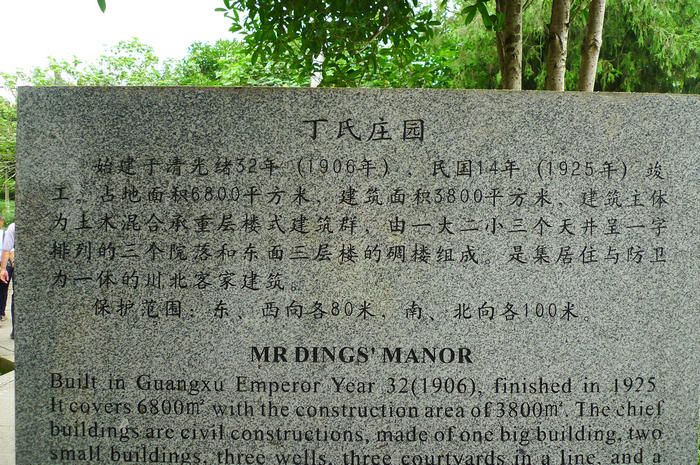 丁氏庄园
始建于清光绪32年(1906年)、民国14年(1925年)竣
工。占地面积6800平方米，建筑面积3800平方米，建筑主体
为土木混合承重层楼式建筑群，由一大二小三个天井呈一字
排列的三个院落和东面三层楼的碉楼组成。是集居住与防卫
为一体的川北客家建筑。
保护范围：东、西向各80米，南、北向各100米。
MR DINGS' MANOR
Built in Guangxu Emperor Year 32(1906), finished in 1925
It covers 6800㎡ with the construction area of 3800㎡. The chief
buildings are civil constructions, made of one big building, two
small buildings, three wells, three courtyards in a line, and a